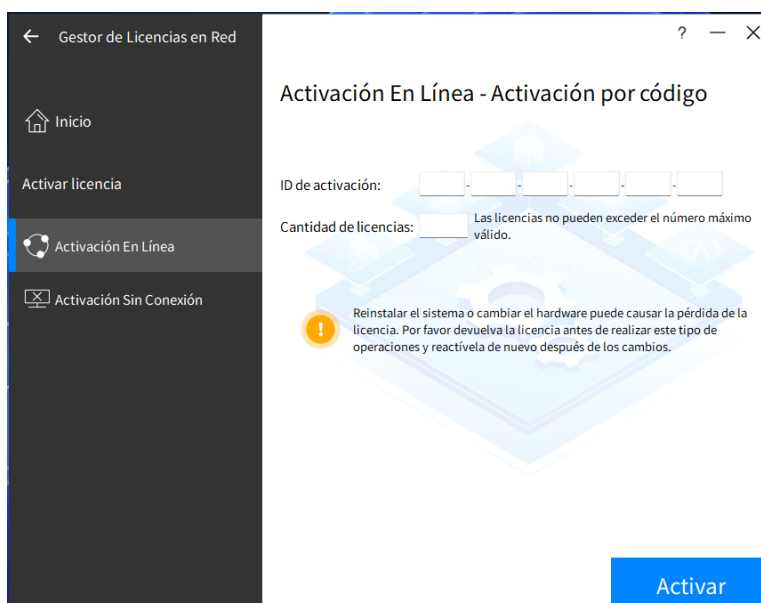 Gestor de Licencias en Red
?
Inicio
Activar licencia
Activación En Línea
Activación Sin Conexión
Activación En Línea - Activación por código
ID de activación: - - - - -
Cantidad de licencias:
Las licencias no pueden exceder el número máximo
válido.
!
Reinstalar el sistema o cambiar el hardware puede causar la pérdida de la
licencia. Por favor devuelva la licencia antes de realizar este tipo de
operaciones y reactívela de nuevo después de los cambios.
Activar